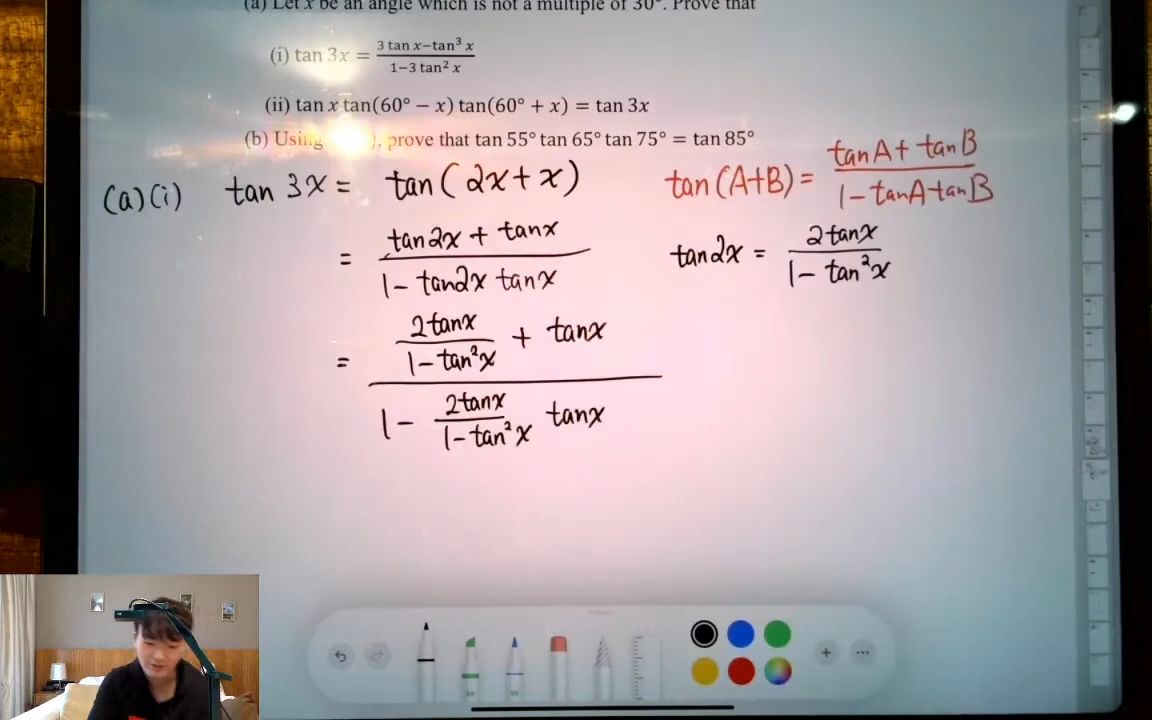 (a) Let x be an angle which is not a multiple of 30°. Prove that
(i) tan 3x = (3 tan x−tan³ x)/(1−3 tan² x)
(ii) tan x tan(60° − x) tan(60° + x) = tan 3x
(b) Using ), prove that tan 55° tan 65° tan 75° = tan 85°
(a)(i) tan 3x = tan(2x+x)
tan(A+B) = (tanA + tanB)/(1−tanAtanB)
= (tan2x + tanx)/(1− tan2x tanx)
tan2x = (2tanx)/(1− tan²x)
= ((2tanx)/(1−tan²x) + tanx)/(1− (2tanx)/(1−tan²x) tanx)